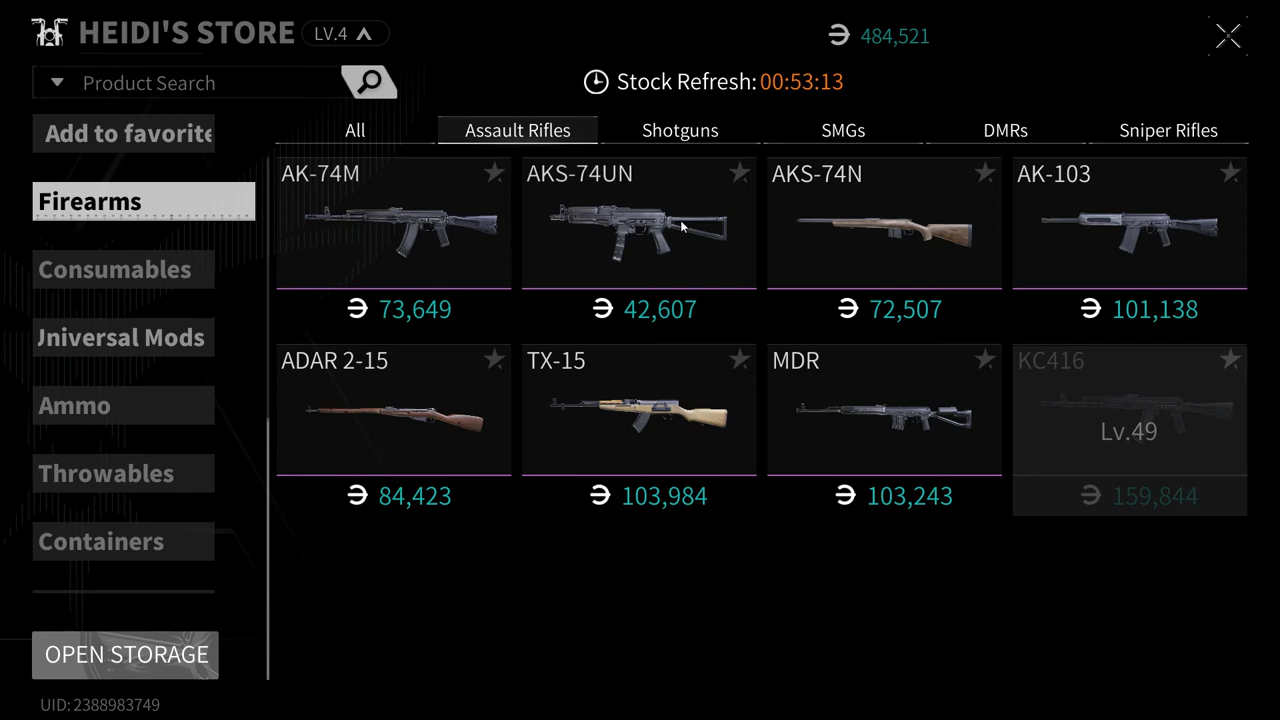 HEIDI'S STORE
LV.4
484,521
Product Search
Stock Refresh: 00:53:13
Add to favorite
Firearms
Consumables
Universal Mods
Ammo
Throwables
Containers
OPEN STORAGE
UID: 2388983749
All
Assault Rifles
Shotguns
SMGs
DMRs
Sniper Rifles
AK-74M
AKS-74UN
AKS-74N
AK-103
73,649
42,607
72,507
101,138
ADAR 2-15
TX-15
MDR
KC416
Lv.49
84,423
103,984
103,243
159,844